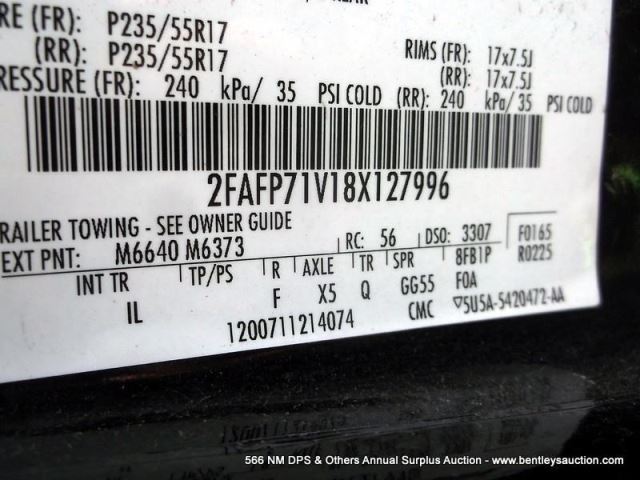 RE (FR): P235/55R17
(RR): P235/55R17
RIMS (FR): 17x7.5J
(RR): 17x7.5J
RESSURE (FR): 240 kPa/ 35 PSI COLD (RR): 240 kPa/ 35 PSI COLD
2FAFP71V18X127996
RAILER TOWING - SEE OWNER GUIDE
EXT PNT: M6640 M6373 RC: 56 DSO: 3307 F0165
INT TR TP/PS R AXLE TR SPR 8FB1P R0225
IL F X5 Q GG55 F0A
1200711214074 CMC ▽5U5A-5420472-AA
566 NM DPS & Others Annual Surplus Auction - www.bentleysauction.com